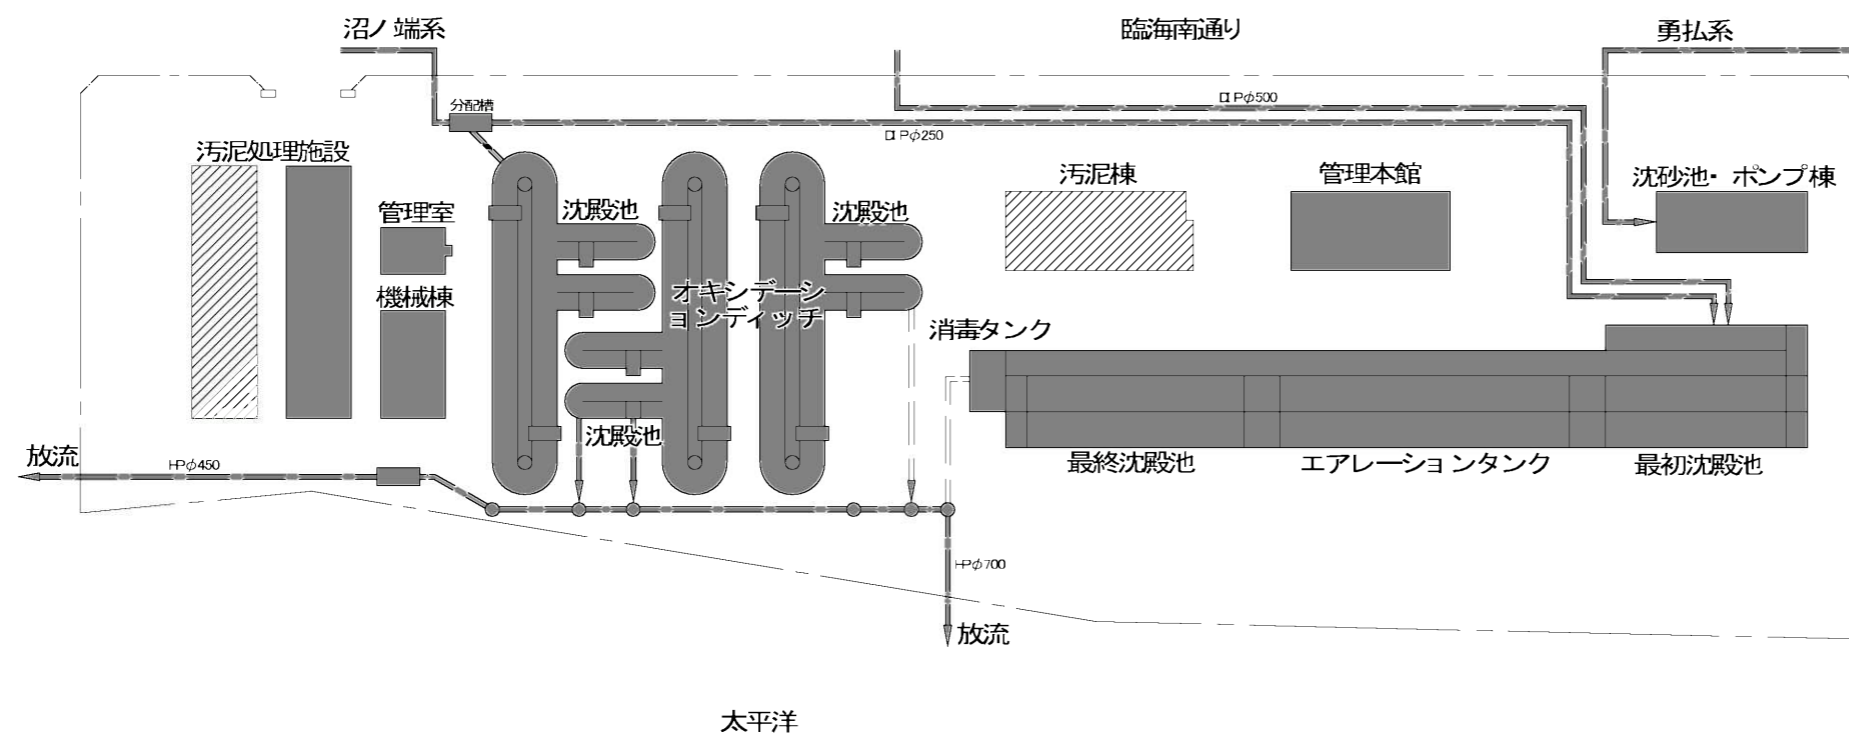 沼ノ端系
臨海南通り
勇払系
分配槽
DIPφ500
DIPφ250
汚泥処理施設
管理室
沈殿池
沈殿池
汚泥棟
管理本館
沈砂池・ポンプ棟
機械棟
オキシデーシ
ョンディッチ
消毒タンク
沈殿池
放流
HPφ450
最終沈殿池
エアレーションタンク
最初沈殿池
HPφ700
放流
太平洋